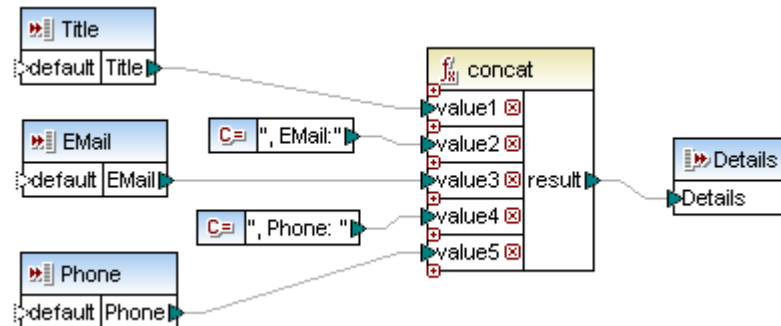 Title
default Title
EMail
default EMail
Phone
default Phone
C= ", EMail:"
C= ", Phone: "
fx concat
value1
value2
value3
value4
value5
result
Details
Details